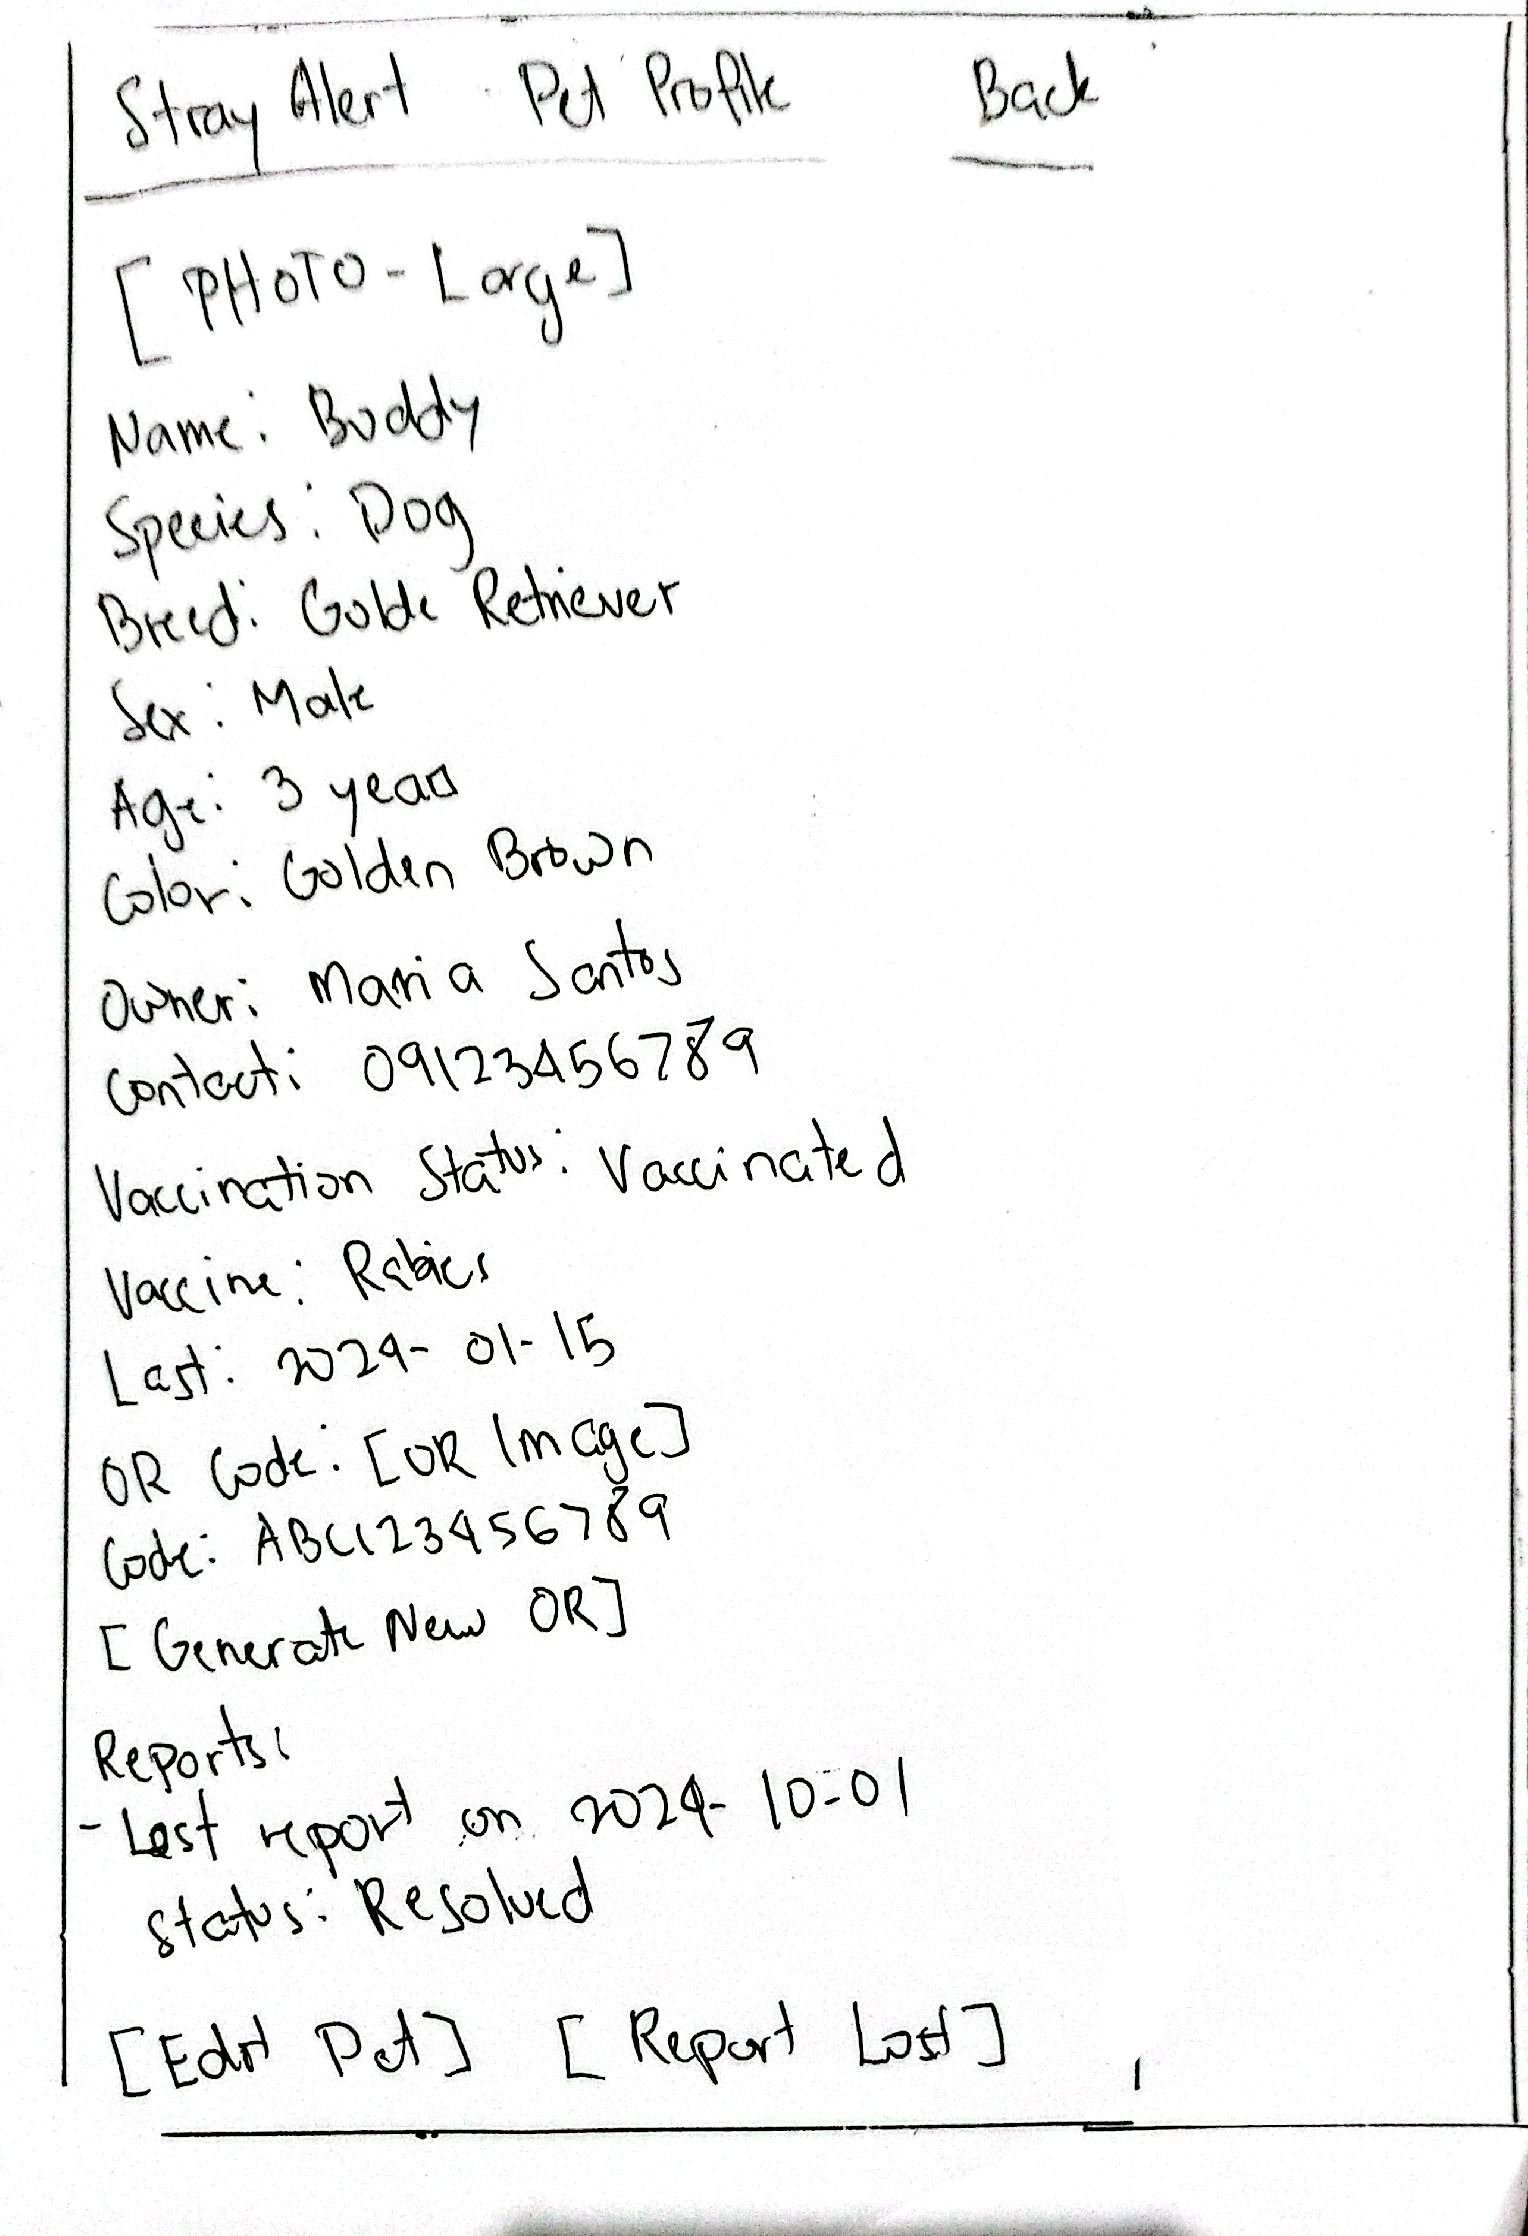 Stray Alert Pet Profile Back
[PHOTO - Large]
Name: Buddy
Species: Dog
Breed: Golde Retriever
Sex: Male
Age: 3 years
Color: Golden Brown
Owner: Maria Santos
Contact: 09123456789
Vaccination Status: Vaccinated
Vaccine: Rabies
Last: 2024-01-15
QR Code: [QR Image]
Code: ABC123456789
[Generate New QR]
Reports:
- Last report on 2024-10-01
Status: Resolved
[Edit Pet] [Report Lost]